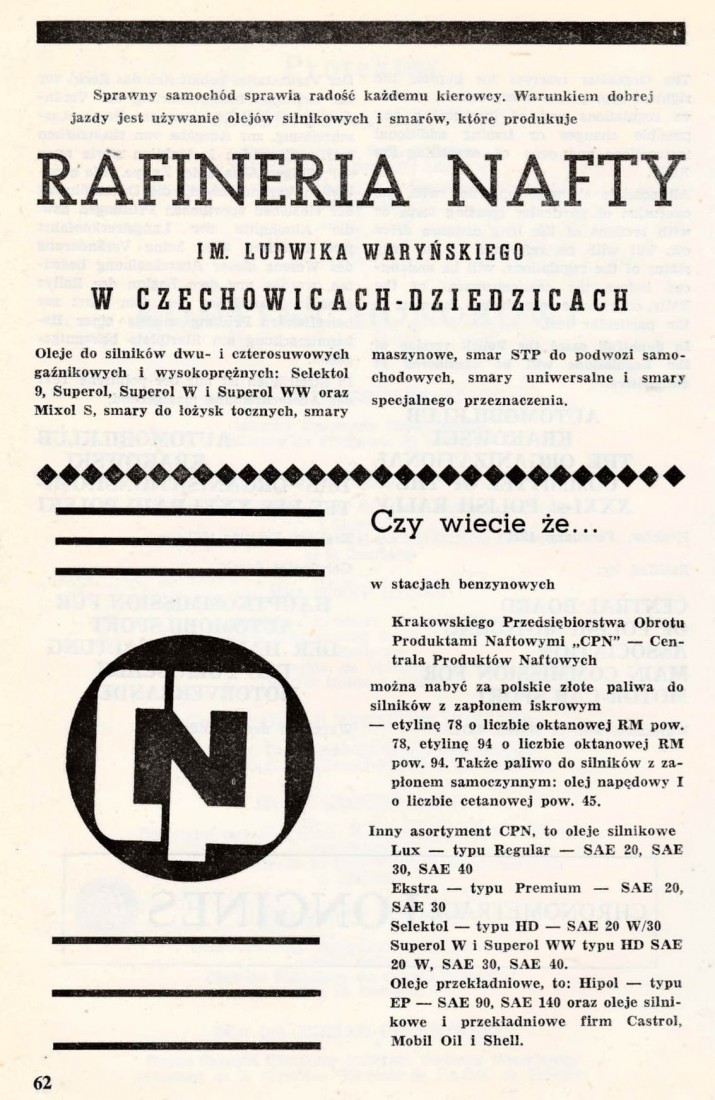 Sprawny samochód sprawia radość każdemu kierowcy. Warunkiem dobrej
jazdy jest używanie olejów silnikowych i smarów, które produkuje
RAFINERIA NAFTY
IM. LUDWIKA WARYŃSKIEGO
W CZECHOWICACH-DZIEDZICACH
Oleje do silników dwu- i czterosuwowych
gaźnikowych i wysokoprężnych: Selektol
9, Superol, Superol W i Superol WW oraz
Mixol S, smary do łożysk tocznych, smary
maszynowe, smar STP do podwozi samo-
chodowych, smary uniwersalne i smary
specjalnego przeznaczenia.
Czy wiecie że...
w stacjach benzynowych
Krakowskiego Przedsiębiorstwa Obrotu
Produktami Naftowymi „CPN” — Cen-
trala Produktów Naftowych
można nabyć za polskie złote paliwa do
silników z zapłonem iskrowym
— etylinę 78 o liczbie oktanowej RM pow.
78, etylinę 94 o liczbie oktanowej RM
pow. 94. Także paliwo do silników z za-
płonem samoczynnym: olej napędowy I
o liczbie cetanowej pow. 45.
Inny asortyment CPN, to oleje silnikowe
Lux — typu Regular — SAE 20, SAE
30, SAE 40
Ekstra — typu Premium — SAE 20,
SAE 30
Selektol — typu HD — SAE 20 W/30
Superol W i Superol WW typu HD SAE
20 W, SAE 30, SAE 40.
Oleje przekładniowe, to: Hipol — typu
EP — SAE 90, SAE 140 oraz oleje silni-
kowe i przekładniowe firm Castrol,
Mobil Oil i Shell.
CPN
62